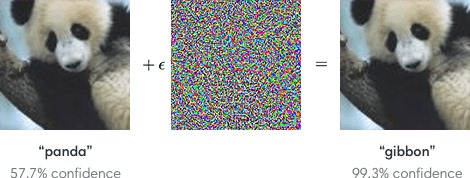 + ϵ =
“panda” “gibbon”
57.7% confidence 99.3% confidence